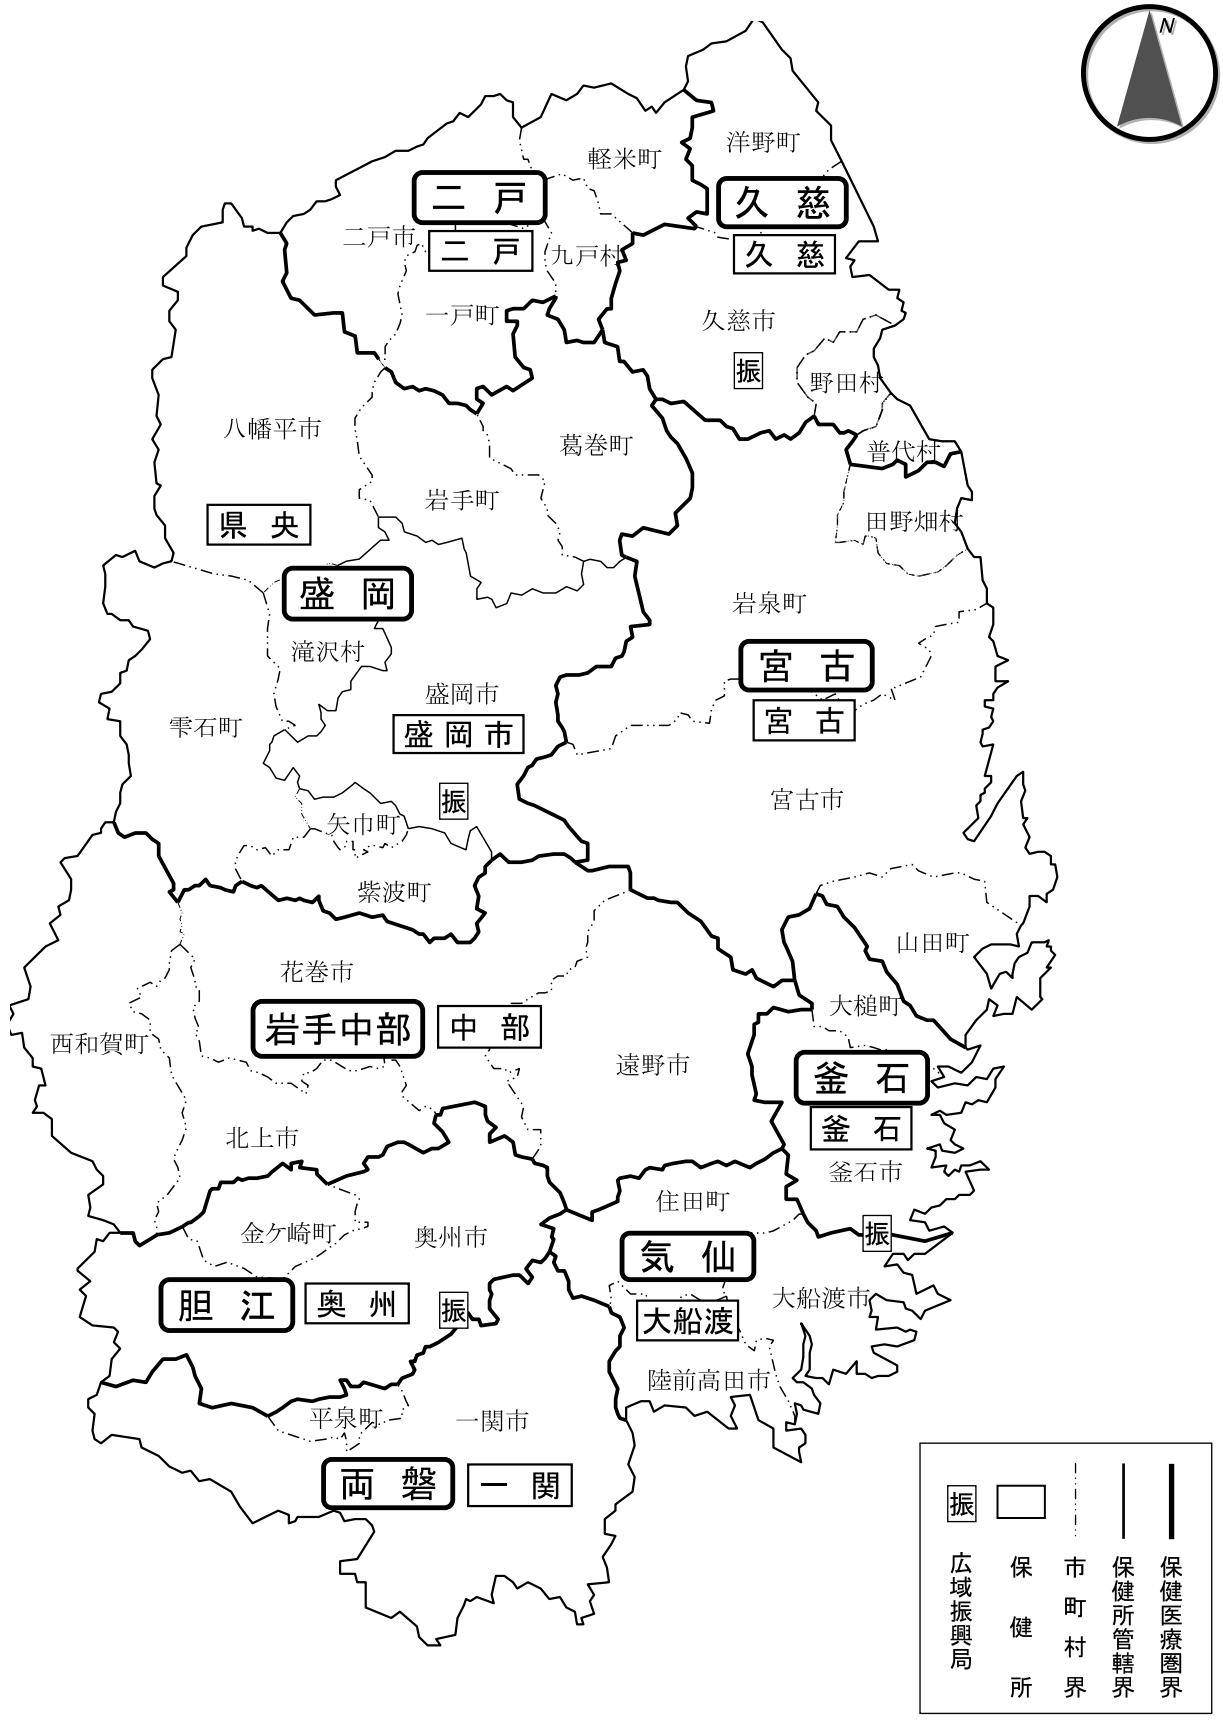 N
洋野町
軽米町
二戸
久慈
二戸市
二戸
九戸村
久慈
一戸町
久慈市
振
野田村
八幡平市
葛巻町
普代村
岩手町
県央
田野畑村
盛岡
岩泉町
滝沢村
宮古
盛岡市
宮古
雫石町
盛岡市
振
宮古市
矢巾町
紫波町
山田町
花巻市
大槌町
岩手中部
中部
西和賀町
遠野市
釜石
釜石
北上市
釜石市
住田町
金ケ崎町
奥州市
振
気仙
胆江
奥州
振
大船渡市
大船渡
陸前高田市
平泉町
一関市
両磐
一関
振
広域振興局
保健所
市町村界
保健所管轄界
保健医療圏界